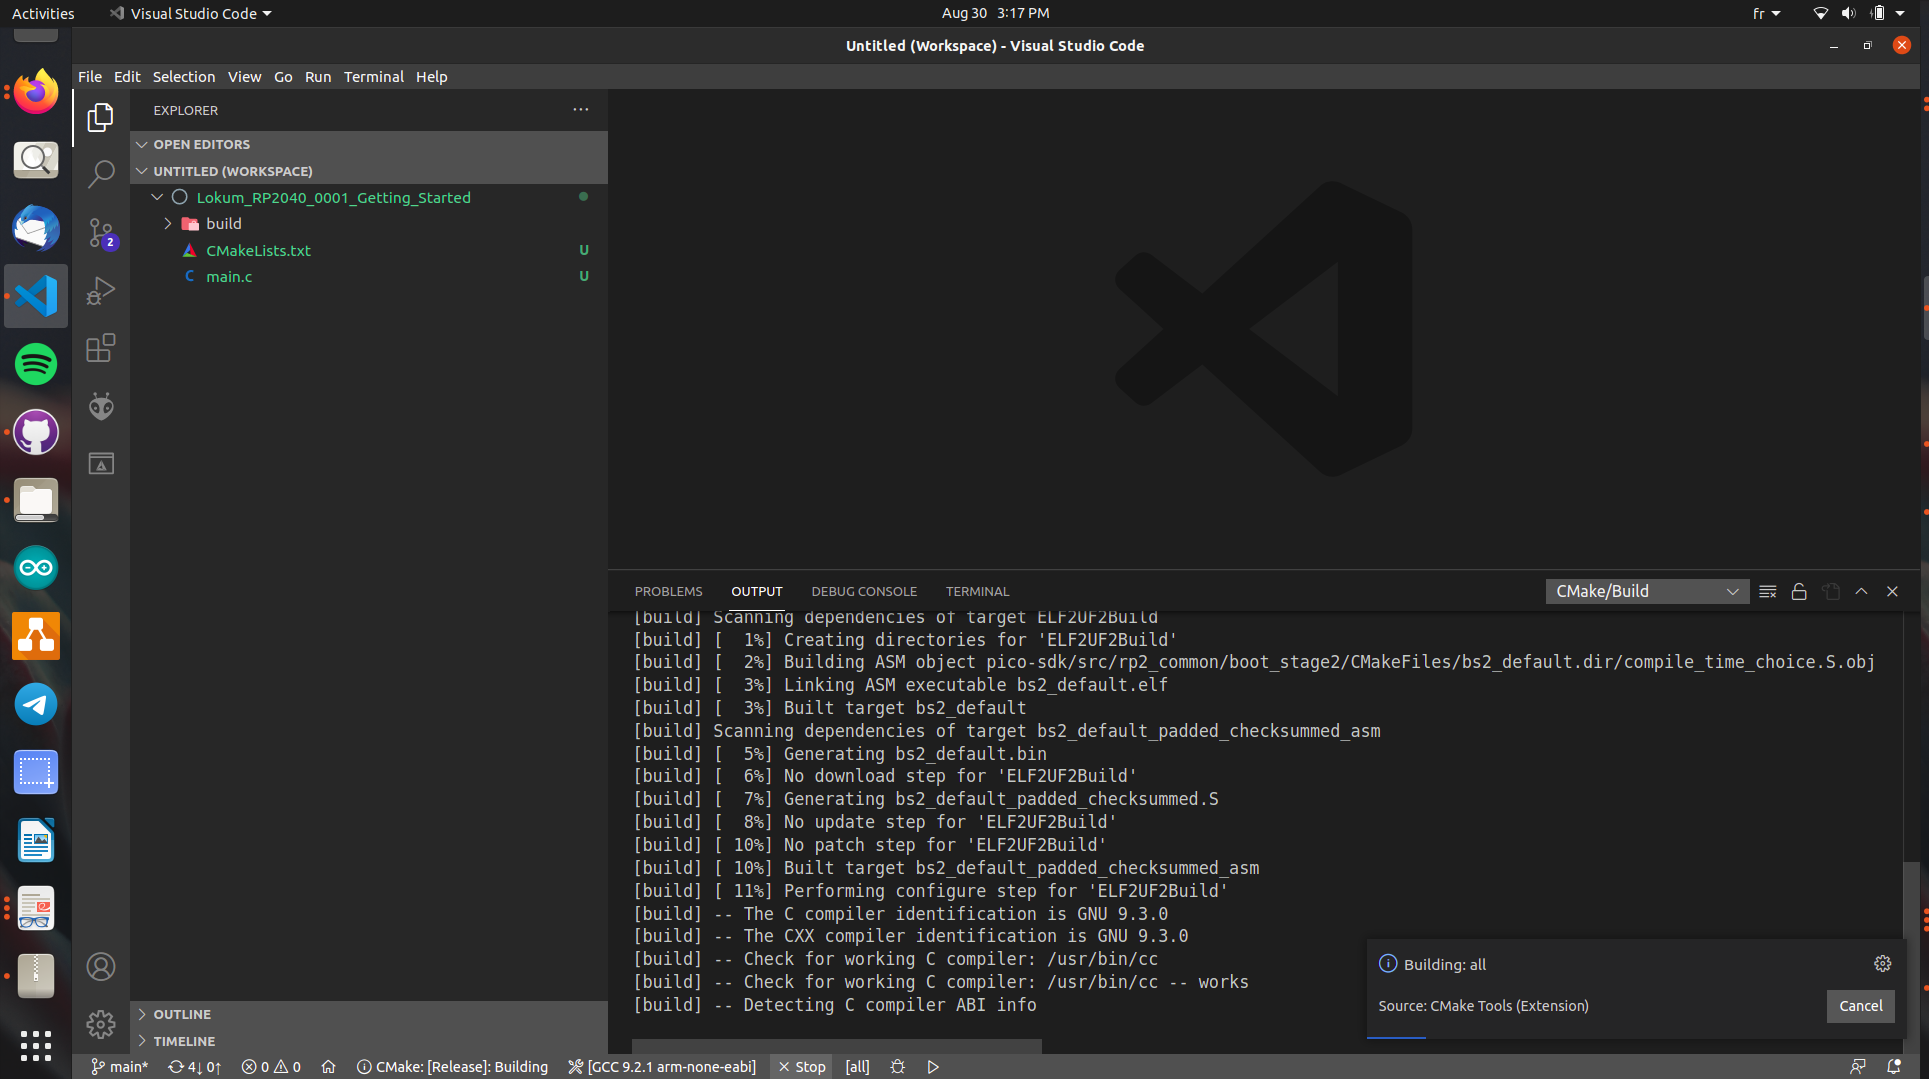 Activities
Visual Studio Code
Aug 30 3:17 PM
fr
Untitled (Workspace) - Visual Studio Code
File Edit Selection View Go Run Terminal Help
EXPLORER
OPEN EDITORS
UNTITLED (WORKSPACE)
Lokum_RP2040_0001_Getting_Started
build
CMakeLists.txt U
C main.c U
2
OUTLINE
TIMELINE
PROBLEMS OUTPUT DEBUG CONSOLE TERMINAL
CMake/Build
[build] Scanning dependencies of target ELF2UF2Build
[build] [  1%] Creating directories for 'ELF2UF2Build'
[build] [  2%] Building ASM object pico-sdk/src/rp2_common/boot_stage2/CMakeFiles/bs2_default.dir/compile_time_choice.S.obj
[build] [  3%] Linking ASM executable bs2_default.elf
[build] [  3%] Built target bs2_default
[build] Scanning dependencies of target bs2_default_padded_checksummed_asm
[build] [  5%] Generating bs2_default.bin
[build] [  6%] No download step for 'ELF2UF2Build'
[build] [  7%] Generating bs2_default_padded_checksummed.S
[build] [  8%] No update step for 'ELF2UF2Build'
[build] [ 10%] No patch step for 'ELF2UF2Build'
[build] [ 10%] Built target bs2_default_padded_checksummed_asm
[build] [ 11%] Performing configure step for 'ELF2UF2Build'
[build] -- The C compiler identification is GNU 9.3.0
[build] -- The CXX compiler identification is GNU 9.3.0
[build] -- Check for working C compiler: /usr/bin/cc
[build] -- Check for working C compiler: /usr/bin/cc -- works
[build] -- Detecting C compiler ABI info
Building: all
Source: CMake Tools (Extension)
Cancel
main* 4↓ 0↑ 0 0 CMake: [Release]: Building [GCC 9.2.1 arm-none-eabi] Stop [all]